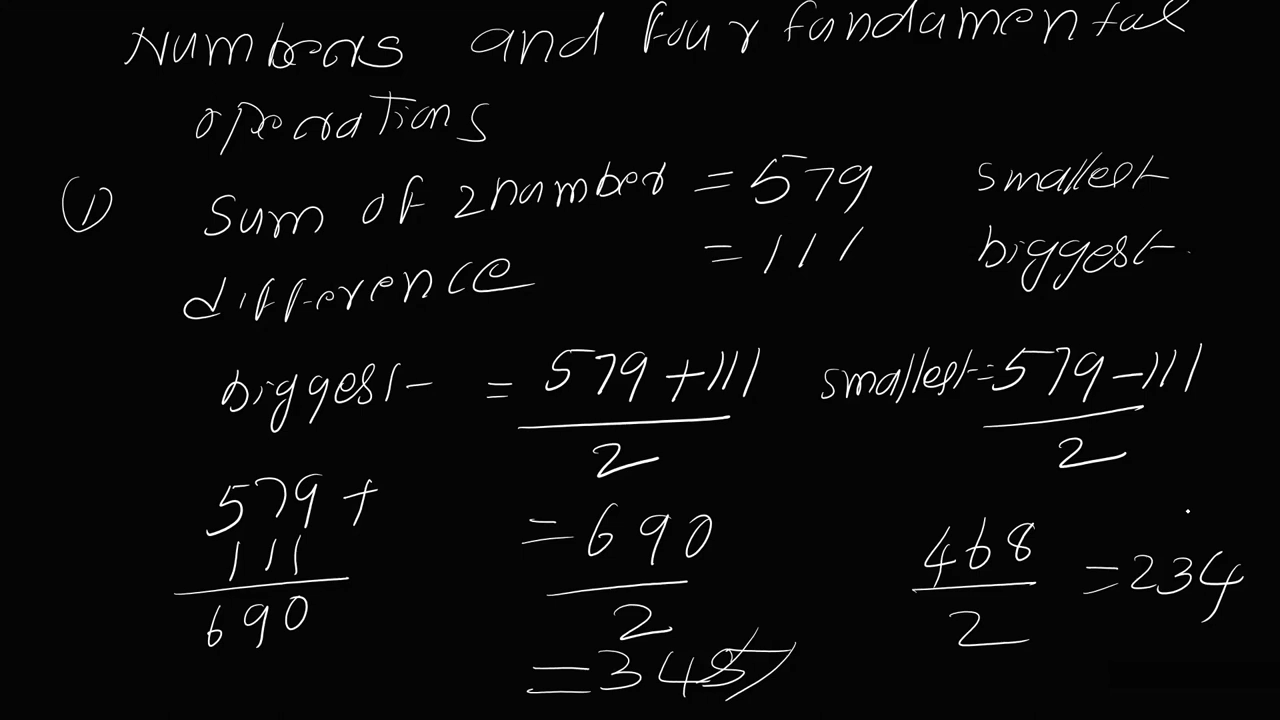 Numbers and four fundamental
operations
① Sum of 2 number = 579 smallest
difference = 111 biggest
biggest = 579 + 111 / 2 smallest = 579 - 111 / 2
579 +
111
690
= 690 / 2
= 345
468 / 2 = 234